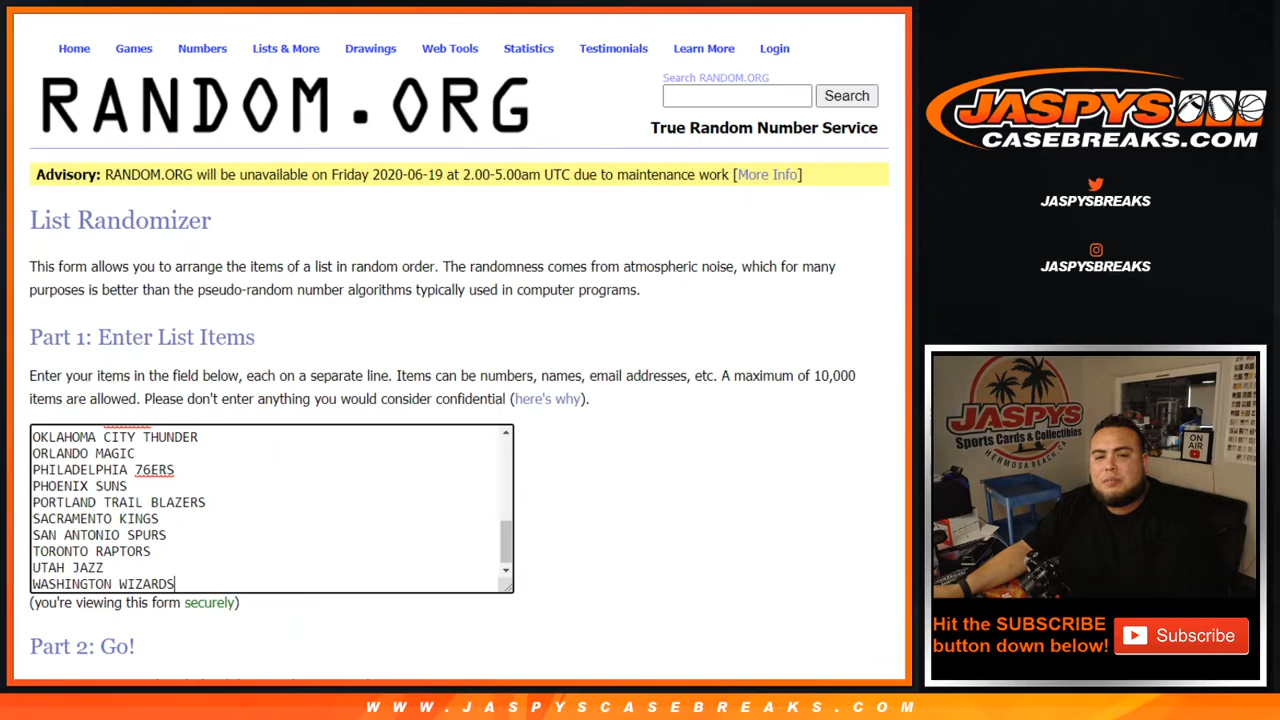 Home Games Numbers Lists & More Drawings Web Tools Statistics Testimonials Learn More Login
RANDOM.ORG
Search RANDOM.ORG
Search
True Random Number Service
Advisory: RANDOM.ORG will be unavailable on Friday 2020-06-19 at 2.00-5.00am UTC due to maintenance work [More Info]
List Randomizer
This form allows you to arrange the items of a list in random order. The randomness comes from atmospheric noise, which for many
purposes is better than the pseudo-random number algorithms typically used in computer programs.
Part 1: Enter List Items
Enter your items in the field below, each on a separate line. Items can be numbers, names, email addresses, etc. A maximum of 10,000
items are allowed. Please don't enter anything you would consider confidential (here's why).
OKLAHOMA CITY THUNDER
ORLANDO MAGIC
PHILADELPHIA 76ERS
PHOENIX SUNS
PORTLAND TRAIL BLAZERS
SACRAMENTO KINGS
SAN ANTONIO SPURS
TORONTO RAPTORS
UTAH JAZZ
WASHINGTON WIZARDS
(you're viewing this form securely)
Part 2: Go!
JASPYS
CASEBREAKS.COM
JASPYSBREAKS
JASPYSBREAKS
JASPYS
Sports Cards & Collectibles
HERMOSA BEACH, CA
ON AIR
Hit the SUBSCRIBE
button down below!
Subscribe
WWW.JASPYSCASEBREAKS.COM